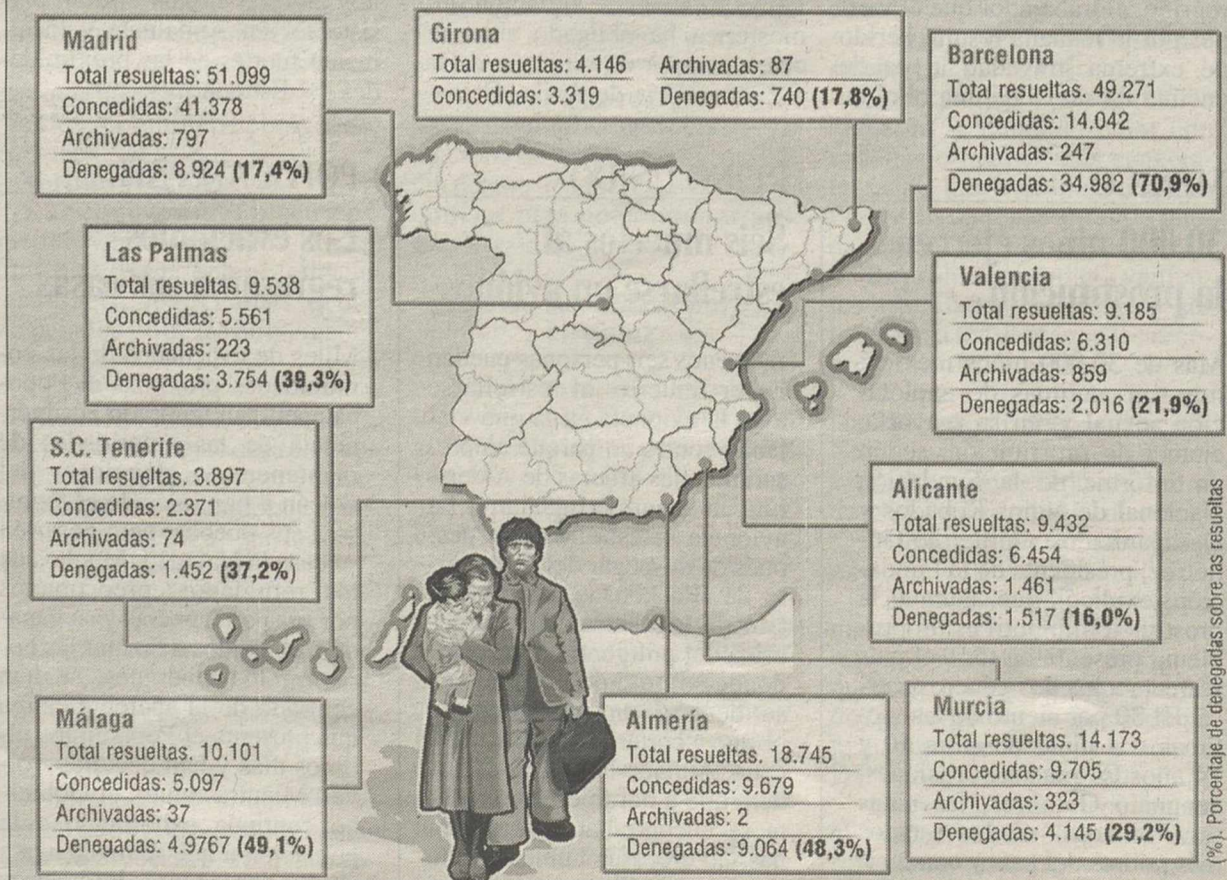 Madrid
Total resueltas: 51.099
Concedidas: 41.378
Archivadas: 797
Denegadas: 8.924 (17,4%)
Girona
Total resueltas: 4.146 Archivadas: 87
Concedidas: 3.319 Denegadas: 740 (17,8%)
Barcelona
Total resueltas. 49.271
Concedidas: 14.042
Archivadas: 247
Denegadas: 34.982 (70,9%)
Las Palmas
Total resueltas. 9.538
Concedidas: 5.561
Archivadas: 223
Denegadas: 3.754 (39,3%)
Valencia
Total resueltas: 9.185
Concedidas: 6.310
Archivadas: 859
Denegadas: 2.016 (21,9%)
S.C. Tenerife
Total resueltas. 3.897
Concedidas: 2.371
Archivadas: 74
Denegadas: 1.452 (37,2%)
Alicante
Total resueltas: 9.432
Concedidas: 6.454
Archivadas: 1.461
Denegadas: 1.517 (16,0%)
Málaga
Total resueltas. 10.101
Concedidas: 5.097
Archivadas: 37
Denegadas: 4.9767 (49,1%)
Almería
Total resueltas. 18.745
Concedidas: 9.679
Archivadas: 2
Denegadas: 9.064 (48,3%)
Murcia
Total resueltas. 14.173
Concedidas: 9.705
Archivadas: 323
Denegadas: 4.145 (29,2%)
(%). Porcentaje de denegadas sobre las resueltas